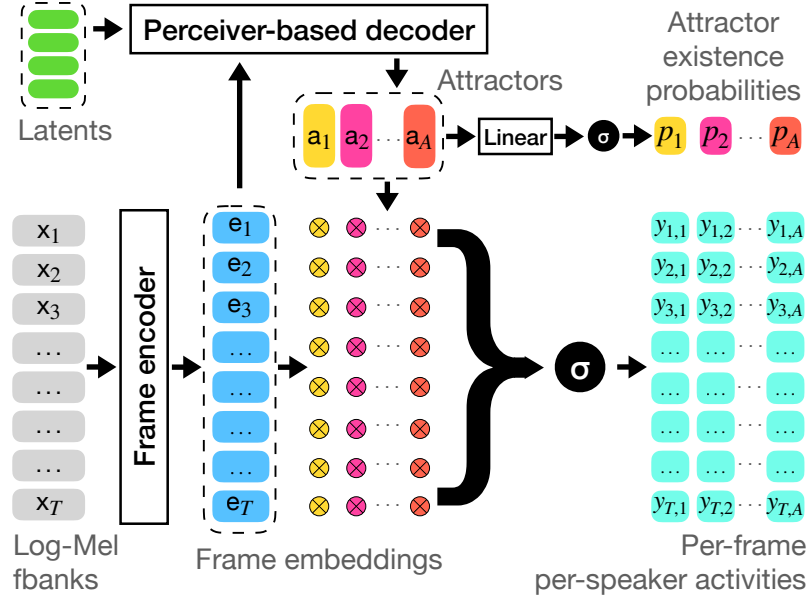 Perceiver-based decoder
Latents
Attractors
Attractor
existence
probabilities
a1 a2 ... aA
Linear
σ
p1 p2 ... pA
x1
x2
x3
...
...
...
...
xT
Frame encoder
e1
e2
e3
...
...
...
...
eT
⊗ ⊗ ... ⊗
⊗ ⊗ ... ⊗
⊗ ⊗ ... ⊗
⊗ ⊗ ... ⊗
⊗ ⊗ ... ⊗
⊗ ⊗ ... ⊗
⊗ ⊗ ... ⊗
⊗ ⊗ ... ⊗
σ
y1,1 y1,2 ... y1,A
y2,1 y2,2 ... y2,A
y3,1 y3,2 ... y3,A
... ... ... ...
... ... ... ...
... ... ... ...
... ... ... ...
yT,1 yT,2 ... yT,A
Log-Mel
fbanks
Frame embeddings
Per-frame
per-speaker activities